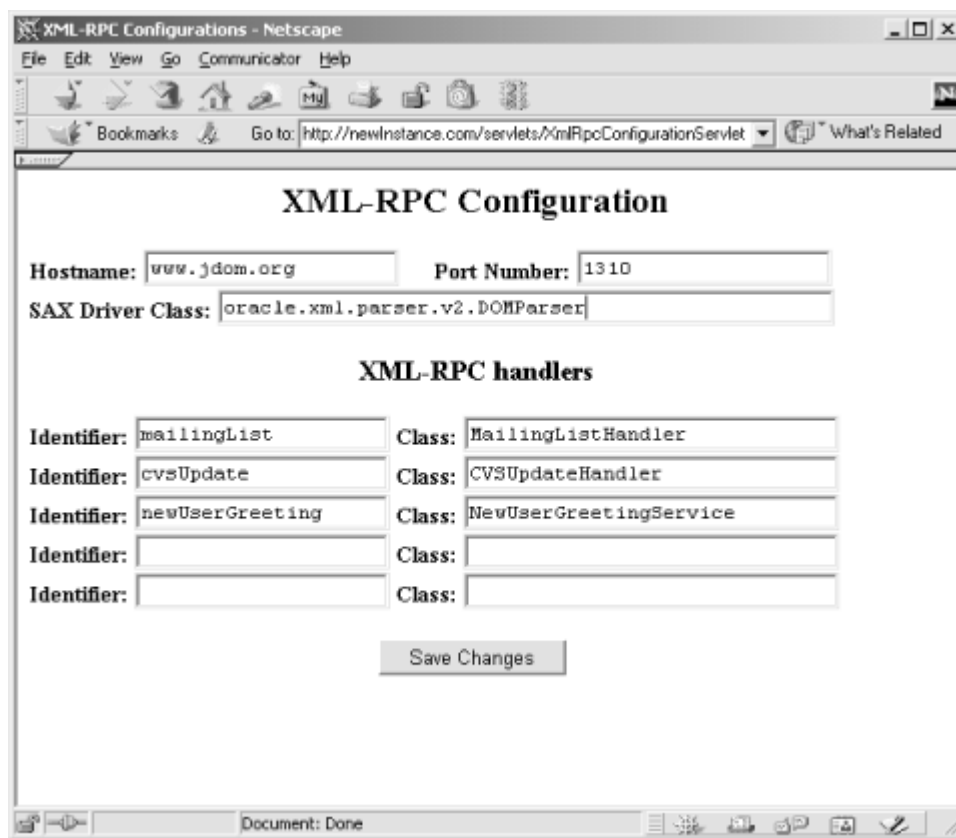 XML-RPC Configurations - Netscape
File Edit View Go Communicator Help
My N
Bookmarks Go to: http://newInstance.com/servlets/XmlRpcConfigurationServlet What's Related
XML-RPC Configuration
Hostname: www.jdom.org Port Number: 1310
SAX Driver Class: oracle.xml.parser.v2.DOMParser
XML-RPC handlers
Identifier: mailingList Class: MailingListHandler
Identifier: cvsUpdate Class: CVSUpdateHandler
Identifier: newUserGreeting Class: NewUserGreetingService
Identifier: Class:
Identifier: Class:
Save Changes
Document: Done